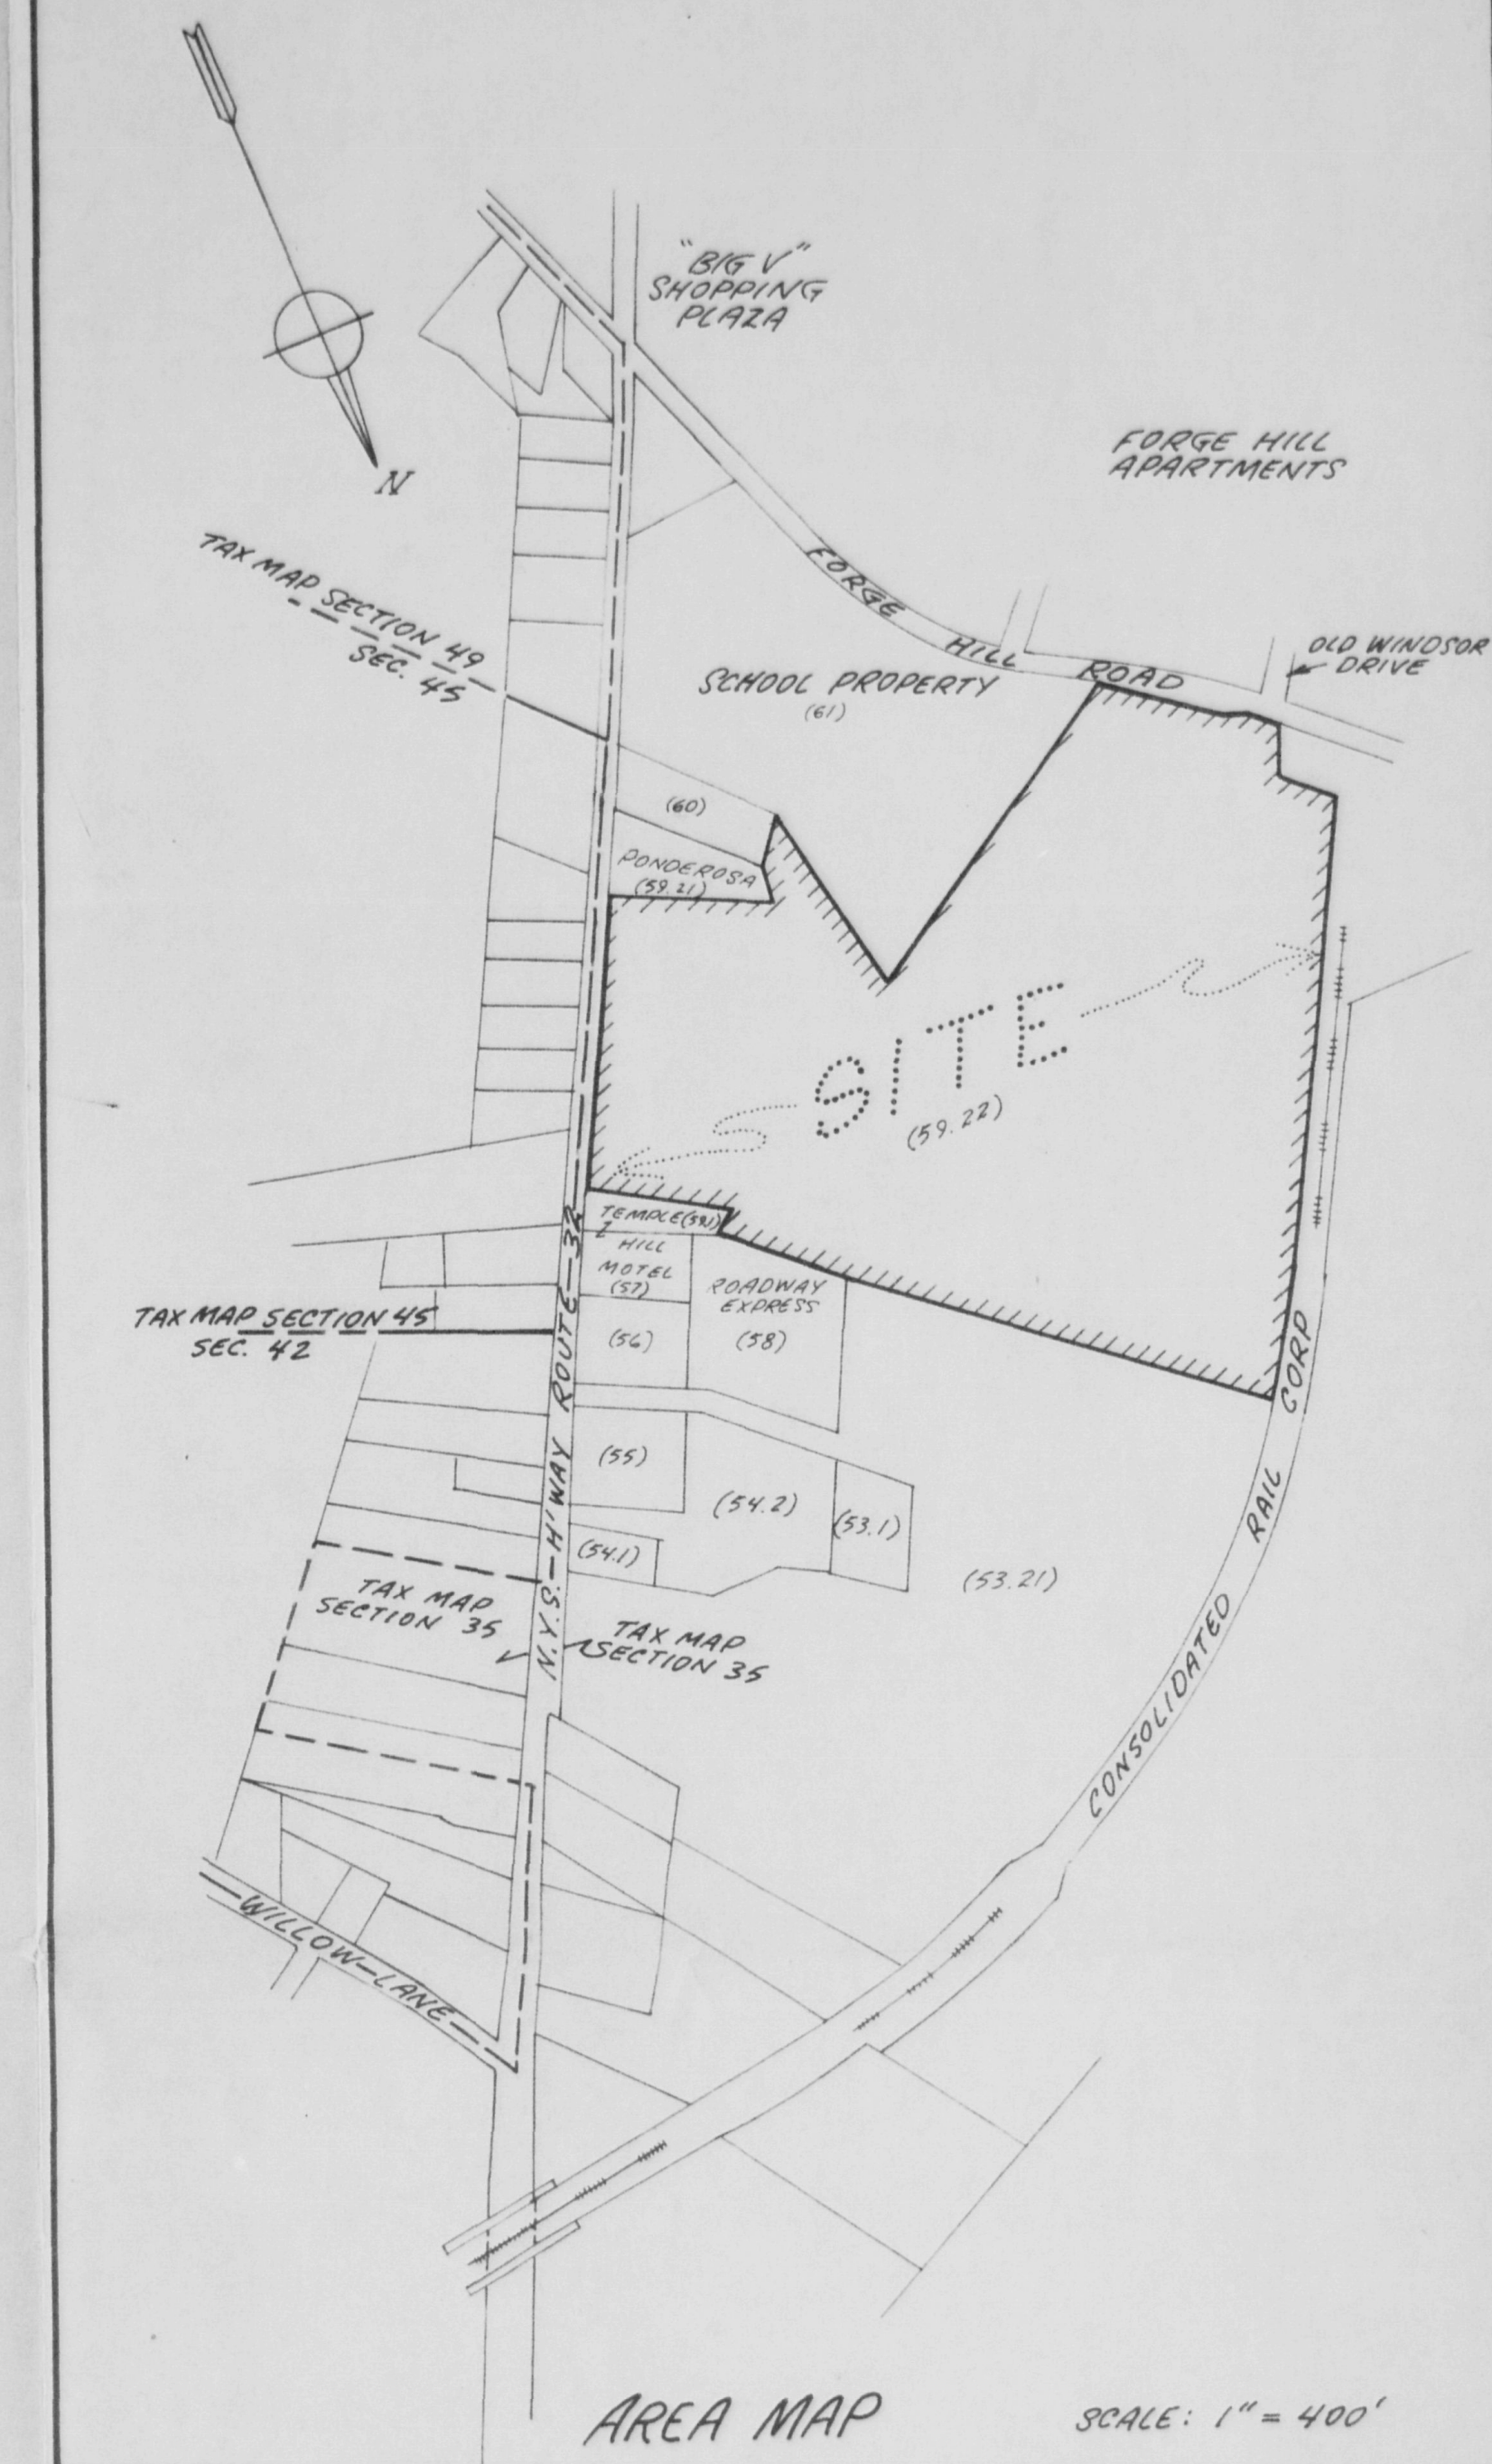 "BIG V"
SHOPPING
PLAZA
FORGE HILL
APARTMENTS
N
TAX MAP SECTION 49
SEC. 45
FORGE HILL ROAD
OLD WINDSOR
DRIVE
SCHOOL PROPERTY
(61)
(60)
PONDEROSA
(59.21)
SITE
(59.22)
TEMPLE
HILL
MOTEL
(57)
ROADWAY
EXPRESS
(58)
(56)
TAX MAP SECTION 45
SEC. 42
N.Y.S. H'WAY ROUTE 32
CONSOLIDATED RAIL CORP
(55)
(54.2)
(53.1)
(54.1)
(53.21)
TAX MAP
SECTION 35
TAX MAP
SECTION 35
WILLOW LANE
AREA MAP
SCALE: 1" = 400'